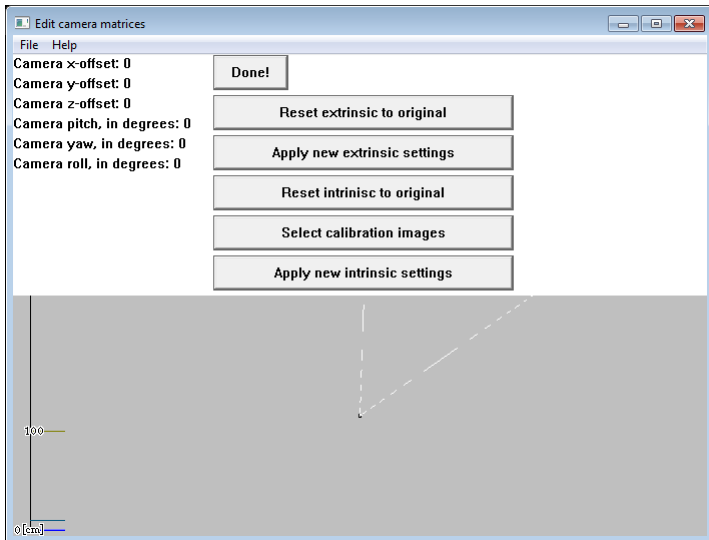 Edit camera matrices
File Help
Camera x-offset: 0
Camera y-offset: 0
Camera z-offset: 0
Camera pitch, in degrees: 0
Camera yaw, in degrees: 0
Camera roll, in degrees: 0
Done!
Reset extrinsic to original
Apply new extrinsic settings
Reset intrinisc to original
Select calibration images
Apply new intrinsic settings
100
0[cm]